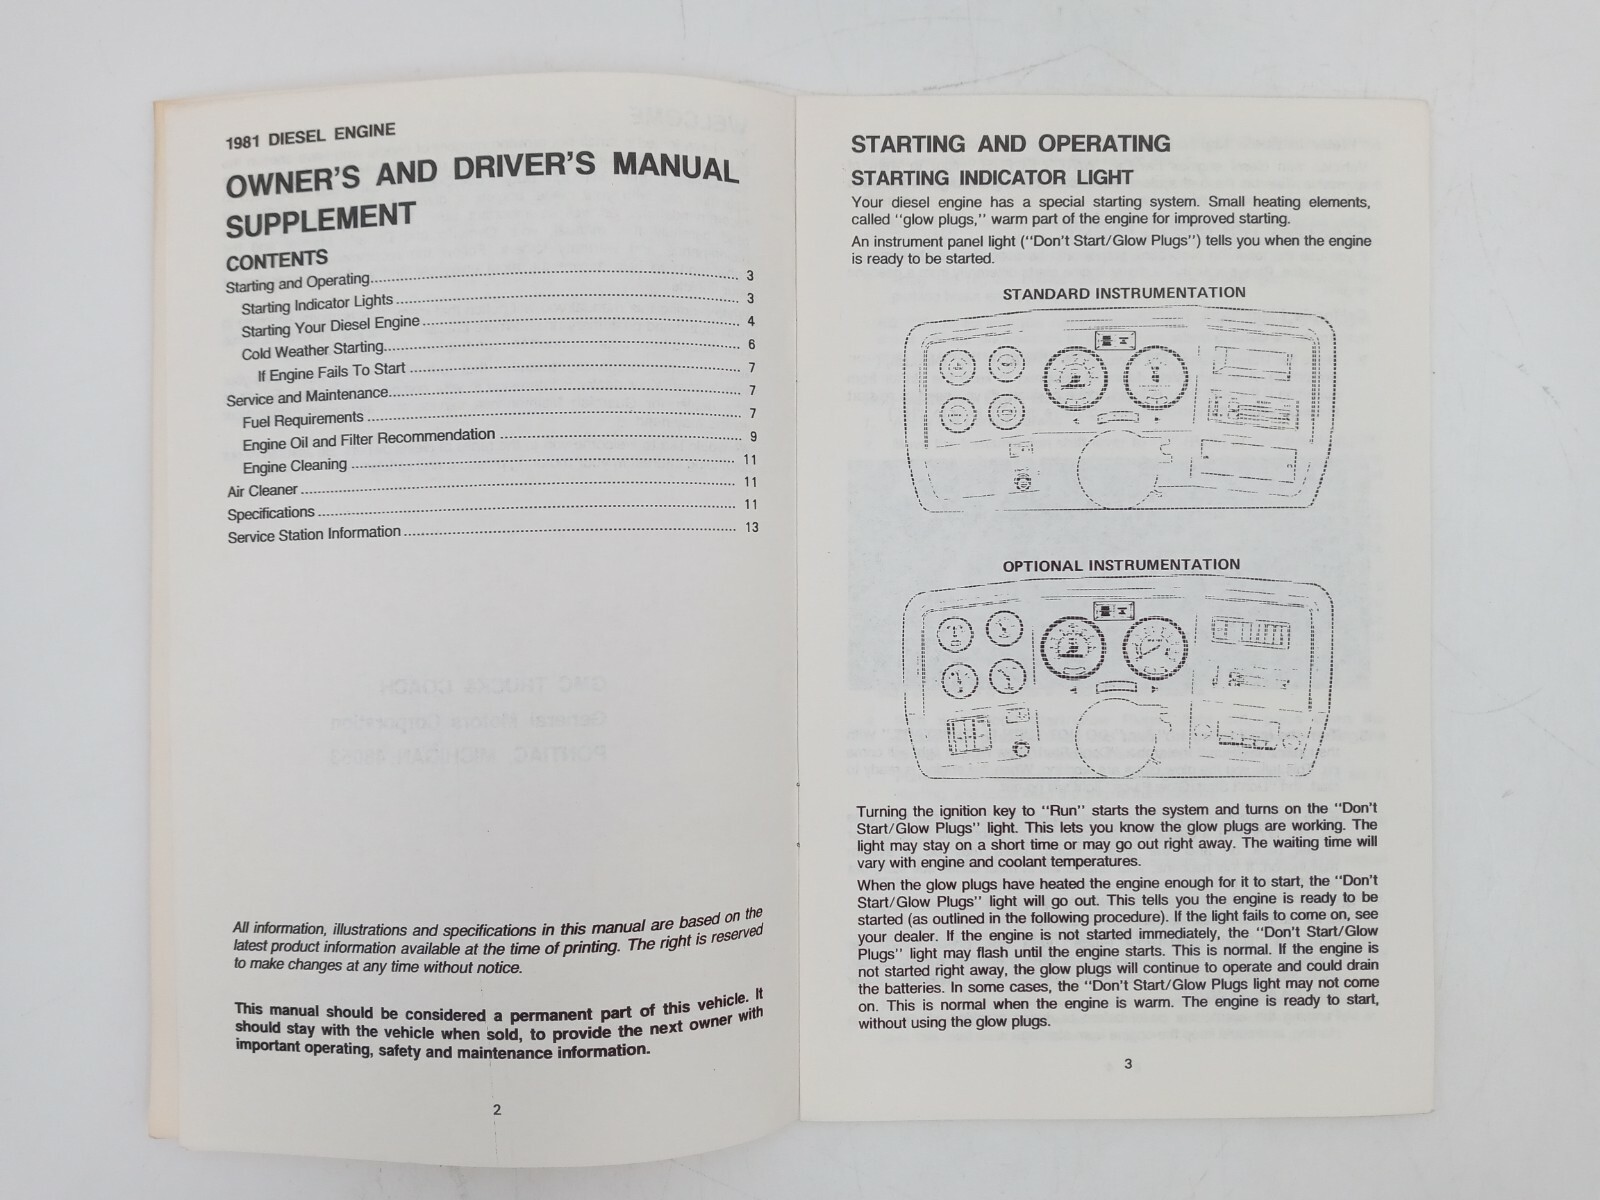 1981 DIESEL ENGINE
OWNER'S AND DRIVER'S MANUAL
SUPPLEMENT
CONTENTS
Starting and Operating.......... 3
Starting Indicator Lights .......... 3
Starting Your Diesel Engine .......... 4
Cold Weather Starting.......... 6
If Engine Fails To Start .......... 7
Service and Maintenance.......... 7
Fuel Requirements .......... 7
Engine Oil and Filter Recommendation .......... 9
Engine Cleaning .......... 11
Air Cleaner .......... 11
Specifications .......... 11
Service Station Information .......... 13
All information, illustrations and specifications in this manual are based on the
latest product information available at the time of printing. The right is reserved
to make changes at any time without notice.
This manual should be considered a permanent part of this vehicle. It
should stay with the vehicle when sold, to provide the next owner with
important operating, safety and maintenance information.
2
STARTING AND OPERATING
STARTING INDICATOR LIGHT
Your diesel engine has a special starting system. Small heating elements,
called "glow plugs," warm part of the engine for improved starting.
An instrument panel light ("Don't Start/Glow Plugs") tells you when the engine
is ready to be started.
STANDARD INSTRUMENTATION
OPTIONAL INSTRUMENTATION
Turning the ignition key to "Run" starts the system and turns on the "Don't
Start/Glow Plugs" light. This lets you know the glow plugs are working. The
light may stay on a short time or may go out right away. The waiting time will
vary with engine and coolant temperatures.
When the glow plugs have heated the engine enough for it to start, the "Don't
Start/Glow Plugs" light will go out. This tells you the engine is ready to be
started (as outlined in the following procedure). If the light fails to come on, see
your dealer. If the engine is not started immediately, the "Don't Start/Glow
Plugs" light may flash until the engine starts. This is normal. If the engine is
not started right away, the glow plugs will continue to operate and could drain
the batteries. In some cases, the "Don't Start/Glow Plugs light may not come
on. This is normal when the engine is warm. The engine is ready to start,
without using the glow plugs.
3